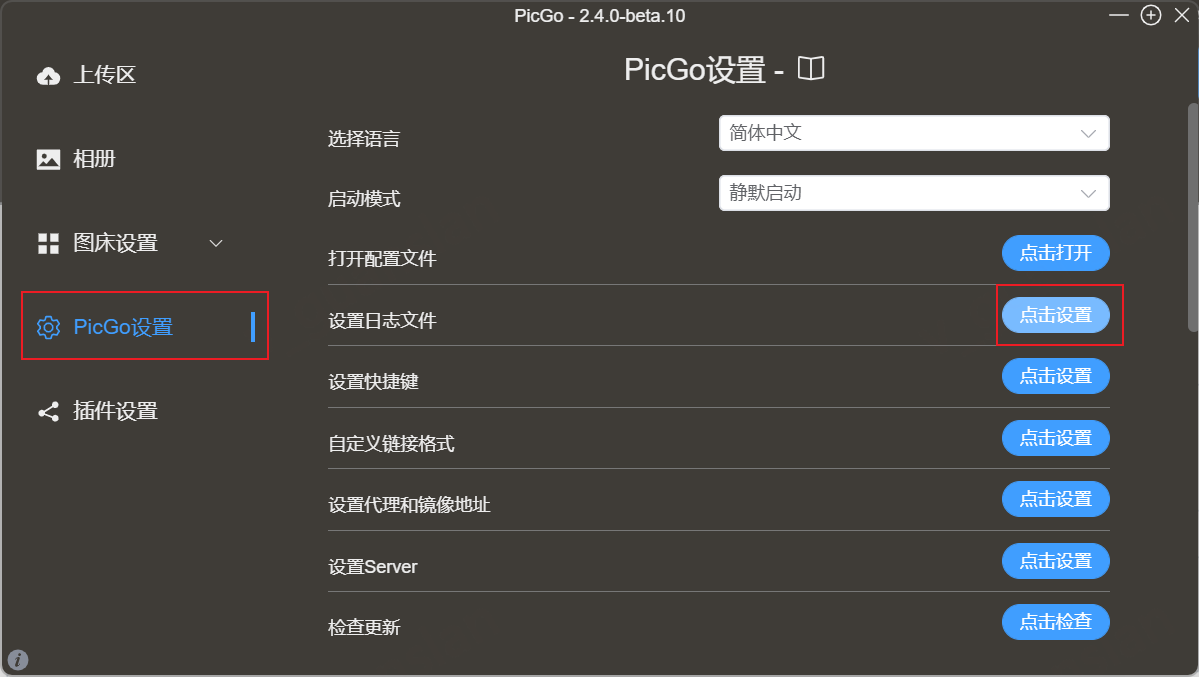 PicGo - 2.4.0-beta.10
上传区
相册
图床设置
PicGo设置
插件设置
PicGo设置 -
选择语言 简体中文
启动模式 静默启动
打开配置文件 点击打开
设置日志文件 点击设置
设置快捷键 点击设置
自定义链接格式 点击设置
设置代理和镜像地址 点击设置
设置Server 点击设置
检查更新 点击检查